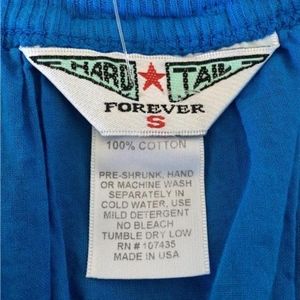 HARD TAIL
FOREVER
S
100% COTTON
PRE-SHRUNK, HAND
OR MACHINE WASH
SEPARATELY IN
COLD WATER, USE
MILD DETERGENT
NO BLEACH
TUMBLE DRY LOW
RN # 107435
MADE IN USA